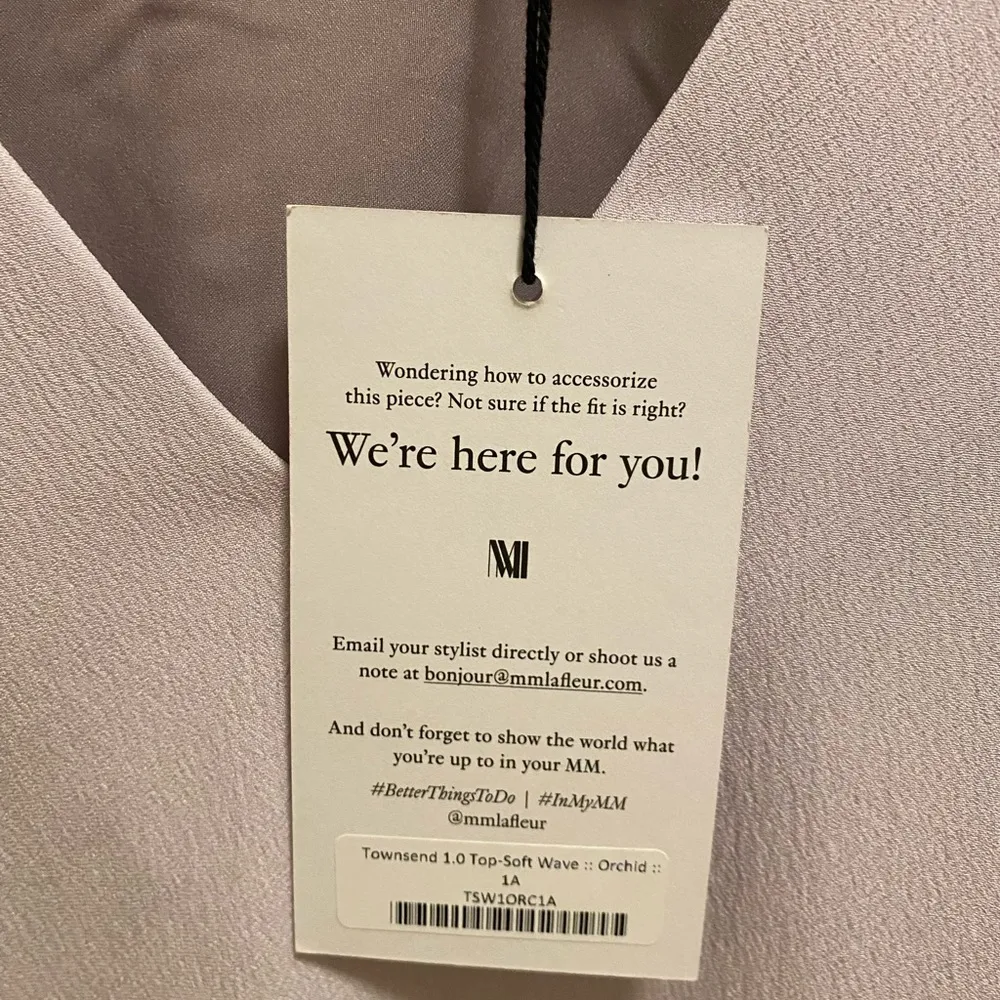 Wondering how to accessorize
this piece? Not sure if the fit is right?
We're here for you!
MM
Email your stylist directly or shoot us a
note at bonjour@mmlafleur.com.
And don't forget to show the world what
you're up to in your MM.
#BetterThingsToDo | #InMyMM
@mmlafleur
Townsend 1.0 Top-Soft Wave :: Orchid ::
1A
TSW1ORC1A